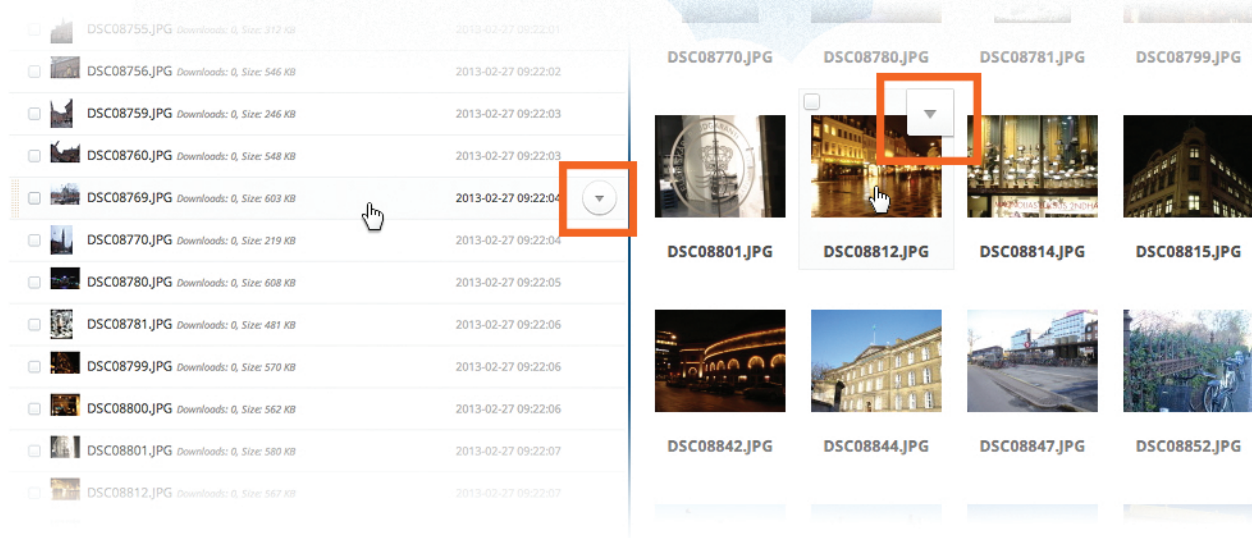 DSC08755.JPG Downloads: 0, Size: 312 KB 2013-02-27 09:22:01
DSC08756.JPG Downloads: 0, Size: 546 KB 2013-02-27 09:22:02
DSC08759.JPG Downloads: 0, Size: 246 KB 2013-02-27 09:22:03
DSC08760.JPG Downloads: 0, Size: 548 KB 2013-02-27 09:22:03
DSC08769.JPG Downloads: 0, Size: 603 KB 2013-02-27 09:22:04
DSC08770.JPG Downloads: 0, Size: 219 KB 2013-02-27 09:22:04
DSC08780.JPG Downloads: 0, Size: 608 KB 2013-02-27 09:22:05
DSC08781.JPG Downloads: 0, Size: 481 KB 2013-02-27 09:22:06
DSC08799.JPG Downloads: 0, Size: 570 KB 2013-02-27 09:22:06
DSC08800.JPG Downloads: 0, Size: 562 KB 2013-02-27 09:22:06
DSC08801.JPG Downloads: 0, Size: 580 KB 2013-02-27 09:22:07
DSC08812.JPG Downloads: 0, Size: 567 KB 2013-02-27 09:22:07
DSC08770.JPG DSC08780.JPG DSC08781.JPG DSC08799.JPG
DSC08801.JPG DSC08812.JPG DSC08814.JPG DSC08815.JPG
DSC08842.JPG DSC08844.JPG DSC08847.JPG DSC08852.JPG